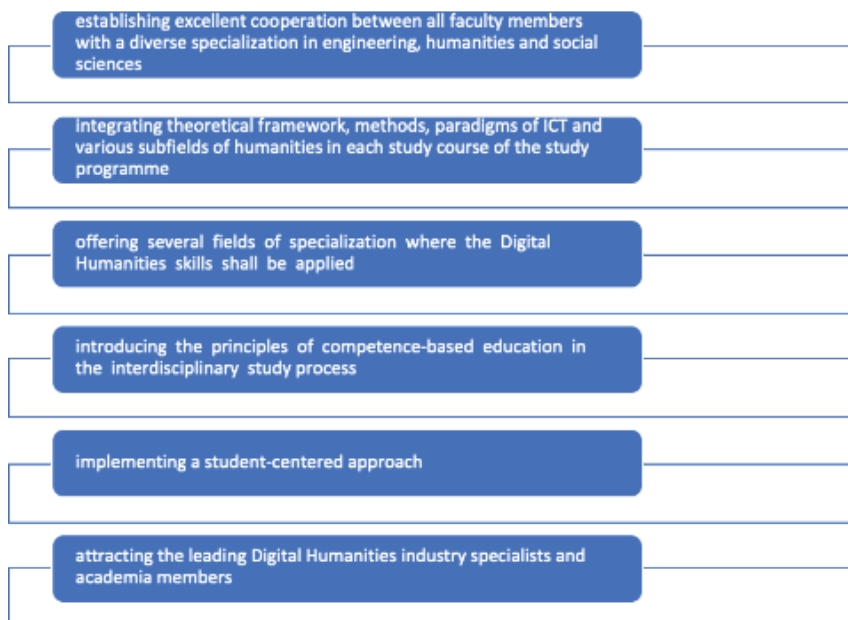 establishing excellent cooperation between all faculty members
with a diverse specialization in engineering, humanities and social
sciences
integrating theoretical framework, methods, paradigms of ICT and
various subfields of humanities in each study course of the study
programme
offering several fields of specialization where the Digital
Humanities skills shall be applied
introducing the principles of competence-based education in
the interdisciplinary study process
implementing a student-centered approach
attracting the leading Digital Humanities industry specialists and
academia members